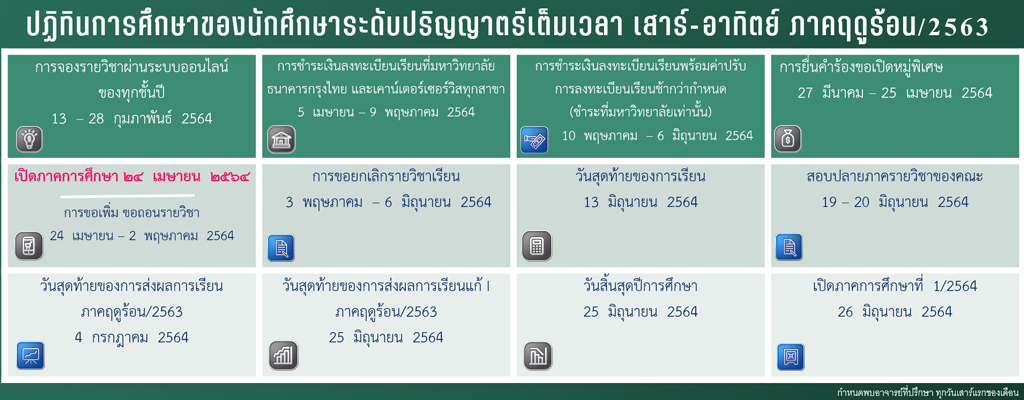 ปฏิทินการศึกษาของนักศึกษาระดับปริญญาตรีเต็มเวลา เสาร์-อาทิตย์ ภาคฤดูร้อน/2563
การจองรายวิชาผ่านระบบออนไลน์
ของทุกชั้นปี
13 – 28 กุมภาพันธ์ 2564
การชำระเงินลงทะเบียนเรียนที่มหาวิทยาลัย
ธนาคารกรุงไทย และเคาน์เตอร์เซอร์วิสทุกสาขา
5 เมษายน – 9 พฤษภาคม 2564
การชำระเงินลงทะเบียนเรียนพร้อมค่าปรับ
การลงทะเบียนเรียนช้ากว่ากำหนด
(ชำระที่มหาวิทยาลัยเท่านั้น)
10 พฤษภาคม – 6 มิถุนายน 2564
การยื่นคำร้องขอเปิดหมู่พิเศษ
27 มีนาคม – 25 เมษายน 2564
เปิดภาคการศึกษา ๒๔ เมษายน ๒๕๖๔
การขอเพิ่ม ขอถอนรายวิชา
24 เมษายน – 2 พฤษภาคม 2564
การขอยกเลิกรายวิชาเรียน
3 พฤษภาคม – 6 มิถุนายน 2564
วันสุดท้ายของการเรียน
13 มิถุนายน 2564
สอบปลายภาครายวิชาของคณะ
19 – 20 มิถุนายน 2564
วันสุดท้ายของการส่งผลการเรียน
ภาคฤดูร้อน/2563
4 กรกฎาคม 2564
วันสุดท้ายของการส่งผลการเรียนแก้ I
ภาคฤดูร้อน/2563
25 มิถุนายน 2564
วันสิ้นสุดปีการศึกษา
25 มิถุนายน 2564
เปิดภาคการศึกษาที่ 1/2564
26 มิถุนายน 2564
กำหนดพบอาจารย์ที่ปรึกษา ทุกวันเสาร์แรกของเดือน